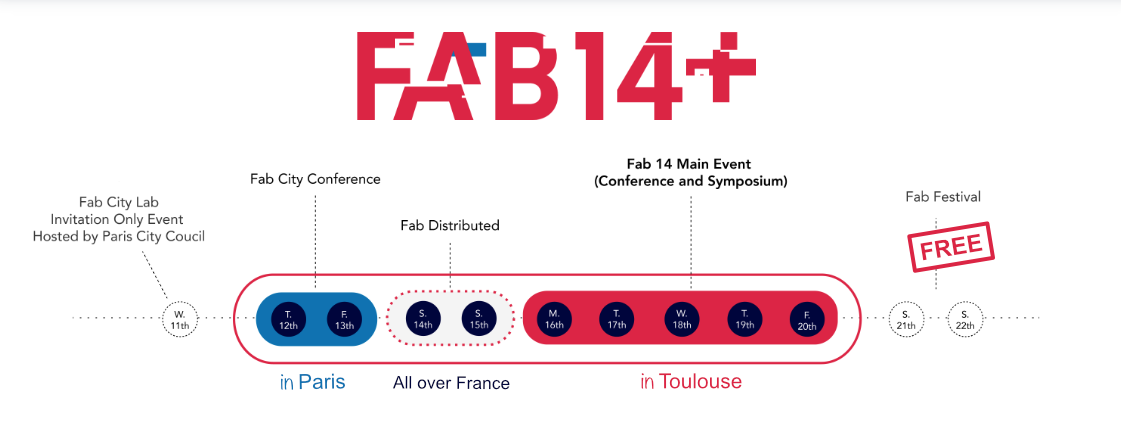 FAB14+
Fab 14 Main Event
(Conference and Symposium)
Fab City Conference
Fab City Lab
Invitation Only Event
Hosted by Paris City Coucil
Fab Distributed
Fab Festival
FREE
W.
11th
T.
12th
F.
13th
S.
14th
S.
15th
M.
16th
T.
17th
W.
18th
T.
19th
F.
20th
S.
21th
S.
22th
in Paris
All over France
in Toulouse